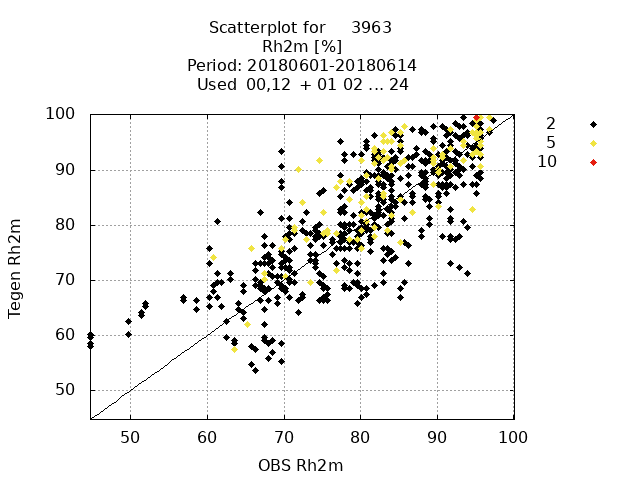 Scatterplot for 3963
Rh2m [%]
Period: 20180601-20180614
Used 00,12 + 01 02 ... 24
100
90
80
70
60
50
Tegen Rh2m
50 60 70 80 90 100
OBS Rh2m
2
5
10